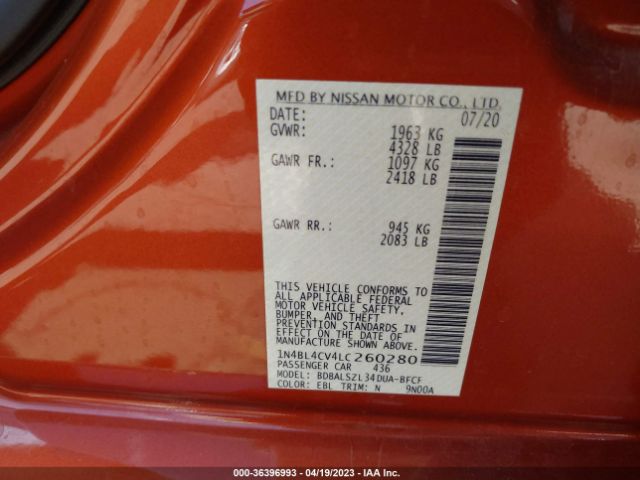 MFD BY NISSAN MOTOR CO., LTD.
DATE: 07/20
GVWR: 1963 KG
4328 LB
GAWR FR.: 1097 KG
2418 LB
GAWR RR.: 945 KG
2083 LB
THIS VEHICLE CONFORMS TO
ALL APPLICABLE FEDERAL
MOTOR VEHICLE SAFETY,
BUMPER, AND THEFT
PREVENTION STANDARDS IN
EFFECT ON THE DATE OF
MANUFACTURE SHOWN ABOVE.
1N4BL4CV4LC260280
PASSENGER CAR 436
MODEL: BDBALSZL34DUA-BFCF
COLOR: EBL TRIM: N 9N00A
000-36396993 - 04/19/2023 - IAA Inc.